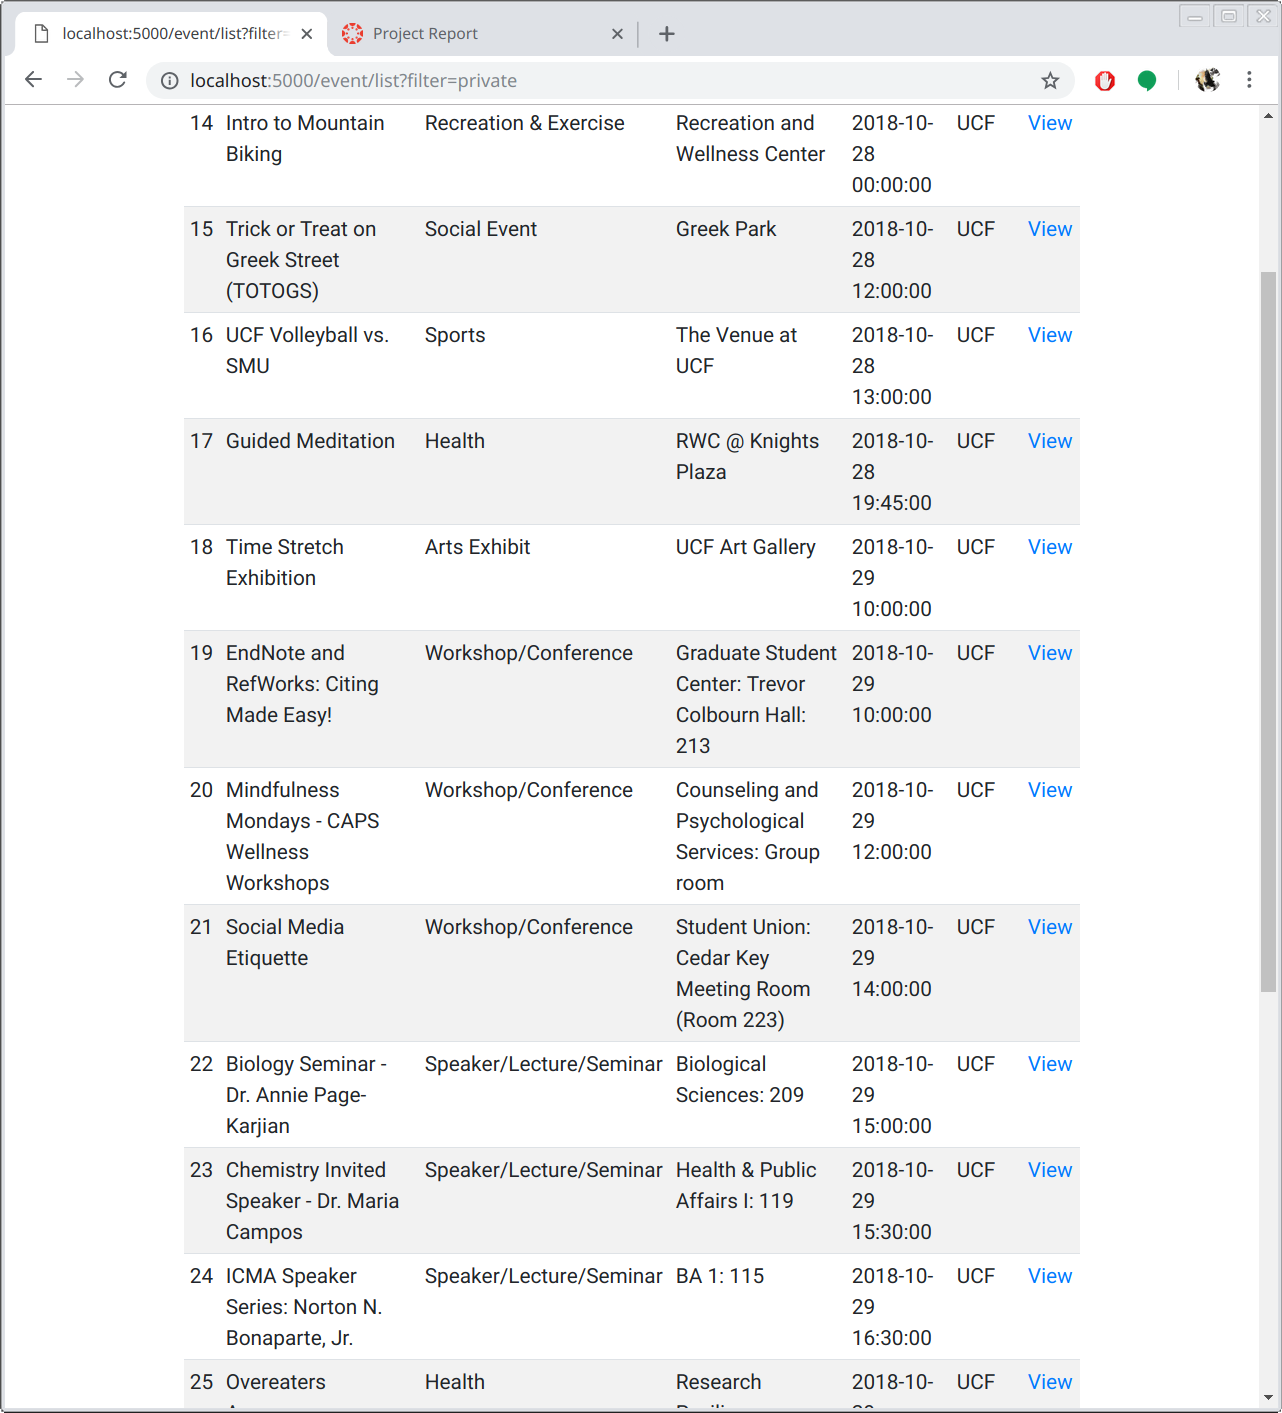 localhost:5000/event/list?filter=
Project Report
localhost:5000/event/list?filter=private
14 Intro to Mountain Recreation & Exercise Recreation and 2018-10- UCF View
Biking Wellness Center 28
00:00:00
15 Trick or Treat on Social Event Greek Park 2018-10- UCF View
Greek Street 28
(TOTOGS) 12:00:00
16 UCF Volleyball vs. Sports The Venue at 2018-10- UCF View
SMU UCF 28
13:00:00
17 Guided Meditation Health RWC @ Knights 2018-10- UCF View
Plaza 28
19:45:00
18 Time Stretch Arts Exhibit UCF Art Gallery 2018-10- UCF View
Exhibition 29
10:00:00
19 EndNote and Workshop/Conference Graduate Student 2018-10- UCF View
RefWorks: Citing Center: Trevor 29
Made Easy! Colbourn Hall: 10:00:00
213
20 Mindfulness Workshop/Conference Counseling and 2018-10- UCF View
Mondays - CAPS Psychological 29
Wellness Services: Group 12:00:00
Workshops room
21 Social Media Workshop/Conference Student Union: 2018-10- UCF View
Etiquette Cedar Key 29
Meeting Room 14:00:00
(Room 223)
22 Biology Seminar - Speaker/Lecture/Seminar Biological 2018-10- UCF View
Dr. Annie Page- Sciences: 209 29
Karjian 15:00:00
23 Chemistry Invited Speaker/Lecture/Seminar Health & Public 2018-10- UCF View
Speaker - Dr. Maria Affairs I: 119 29
Campos 15:30:00
24 ICMA Speaker Speaker/Lecture/Seminar BA 1: 115 2018-10- UCF View
Series: Norton N. 29
Bonaparte, Jr. 16:30:00
25 Overeaters Health Research 2018-10- UCF View